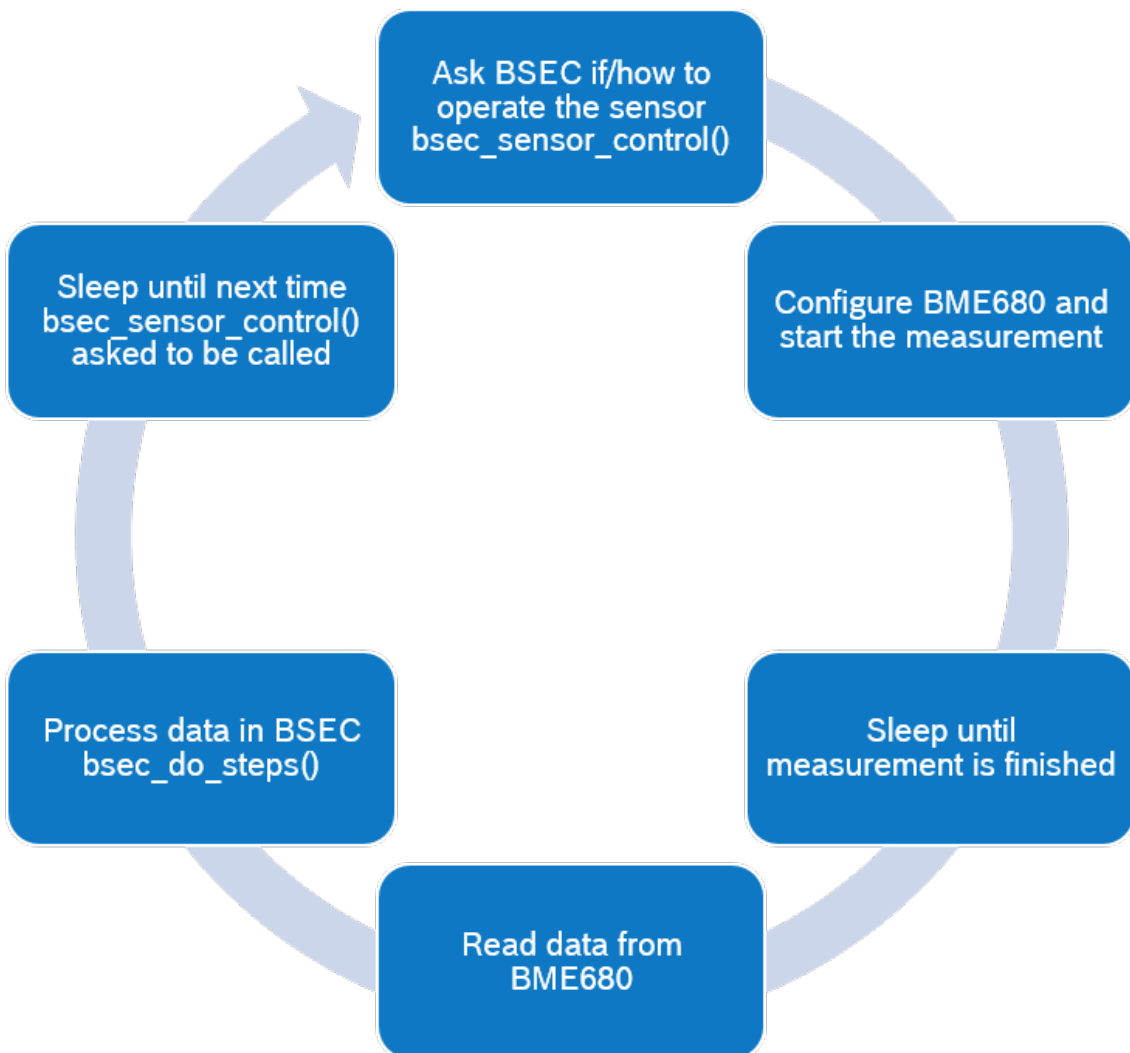 Ask BSEC if/how to
operate the sensor
bsec_sensor_control()
Configure BME680 and
start the measurement
Sleep until
measurement is finished
Read data from
BME680
Process data in BSEC
bsec_do_steps()
Sleep until next time
bsec_sensor_control()
asked to be called